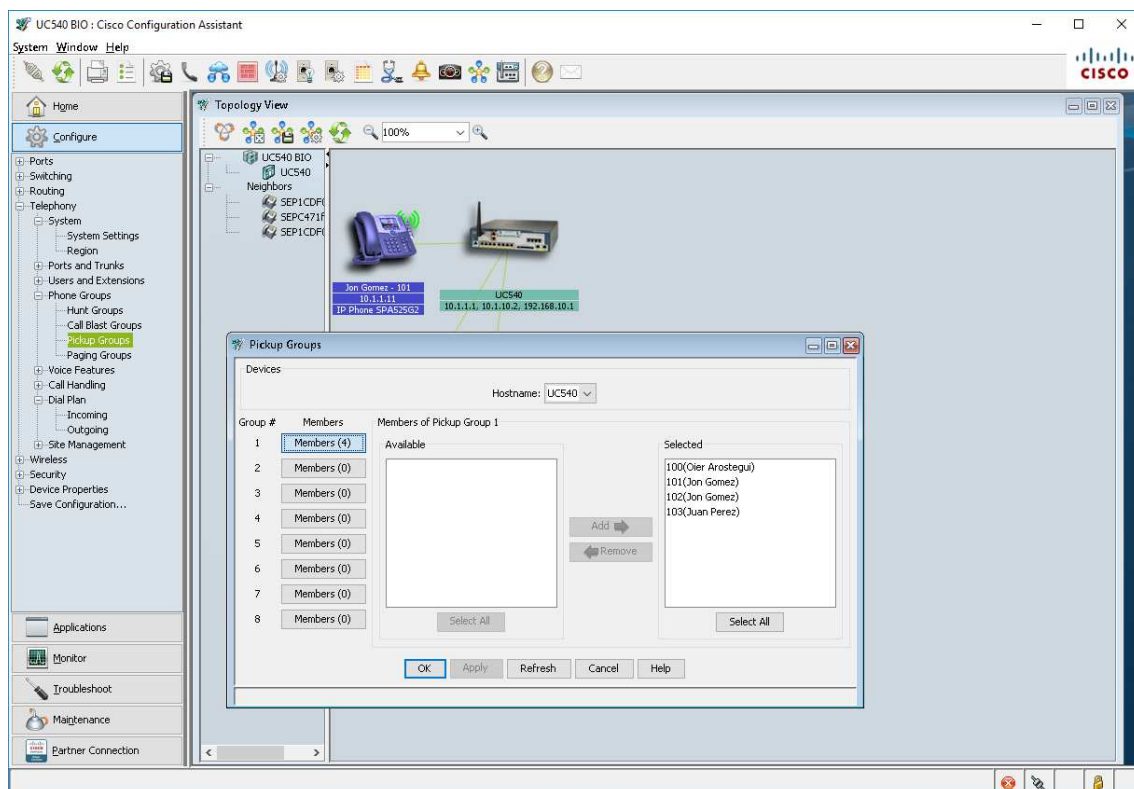 UC540 BIO : Cisco Configuration Assistant
System Window Help
CISCO
Home
Configure
Ports
Switching
Routing
Telephony
System
System Settings
Region
Ports and Trunks
Users and Extensions
Phone Groups
Hunt Groups
Call Blast Groups
Pickup Groups
Paging Groups
Voice Features
Call Handling
Dial Plan
Incoming
Outgoing
Site Management
Wireless
Security
Device Properties
Save Configuration...
Applications
Monitor
Troubleshoot
Maintenance
Partner Connection
Topology View
100%
UC540 BIO
UC540
Neighbors
SEP1CDF(
SEPC471F
SEP1CDF(
Jon Gomez - 101
10.1.1.11
IP Phone SPA525G2
UC540
10.1.1.1, 10.1.10.2, 192.168.10.1
Pickup Groups
Devices
Hostname: UC540
Group # Members
1 Members (4)
2 Members (0)
3 Members (0)
4 Members (0)
5 Members (0)
6 Members (0)
7 Members (0)
8 Members (0)
Members of Pickup Group 1
Available
Select All
Add
Remove
Selected
100(Oier Arostegui)
101(Jon Gomez)
102(Jon Gomez)
103(Juan Perez)
Select All
OK Apply Refresh Cancel Help